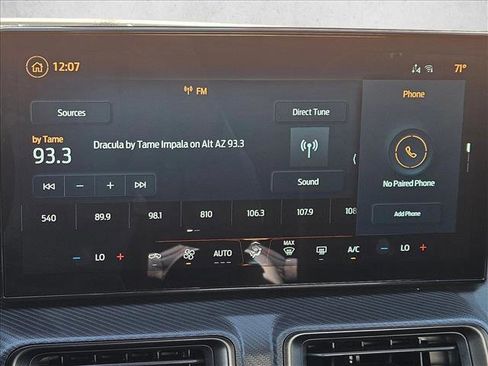 12:07
71°
FM
Phone
Sources
Direct Tune
by Tame
93.3
Dracula by Tame Impala on Alt AZ 93.3
No Paired Phone
Sound
Add Phone
540 89.9 98.1 810 106.3 107.9 108
LO AUTO MAX A/C LO